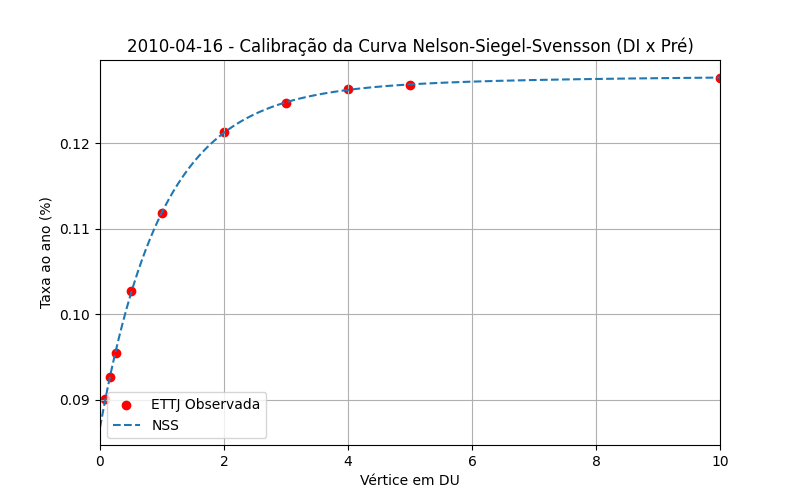 2010-04-16 - Calibração da Curva Nelson-Siegel-Svensson (DI x Pré)
Taxa ao ano (%)
0.12
0.11
0.10
0.09
ETTJ Observada
NSS
0 2 4 6 8 10
Vértice em DU